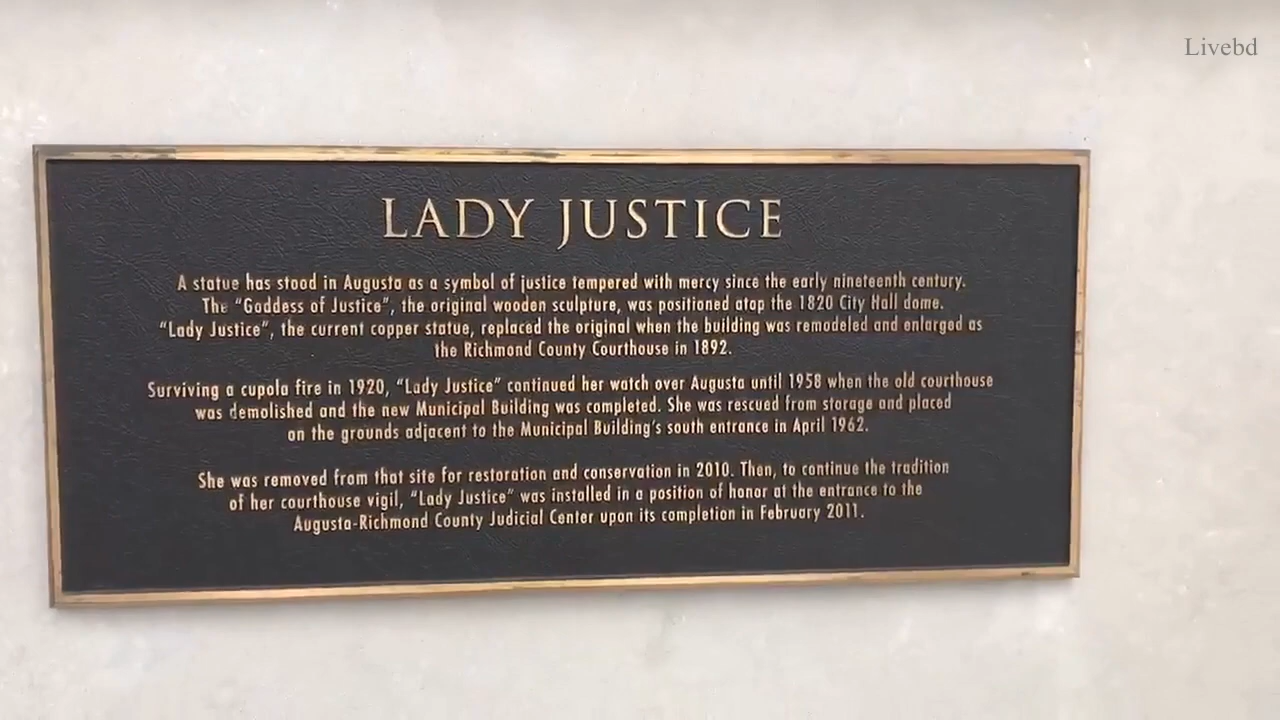 Livebd
LADY JUSTICE
A statue has stood in Augusta as a symbol of justice tempered with mercy since the early nineteenth century.
The “Goddess of Justice”, the original wooden sculpture, was positioned atop the 1820 City Hall dome.
“Lady Justice”, the current copper statue, replaced the original when the building was remodeled and enlarged as
the Richmond County Courthouse in 1892.
Surviving a cupola fire in 1920, “Lady Justice” continued her watch over Augusta until 1958 when the old courthouse
was demolished and the new Municipal Building was completed. She was rescued from storage and placed
on the grounds adjacent to the Municipal Building's south entrance in April 1962.
She was removed from that site for restoration and conservation in 2010. Then, to continue the tradition
of her courthouse vigil, “Lady Justice” was installed in a position of honor at the entrance to the
Augusta-Richmond County Judicial Center upon its completion in February 2011.